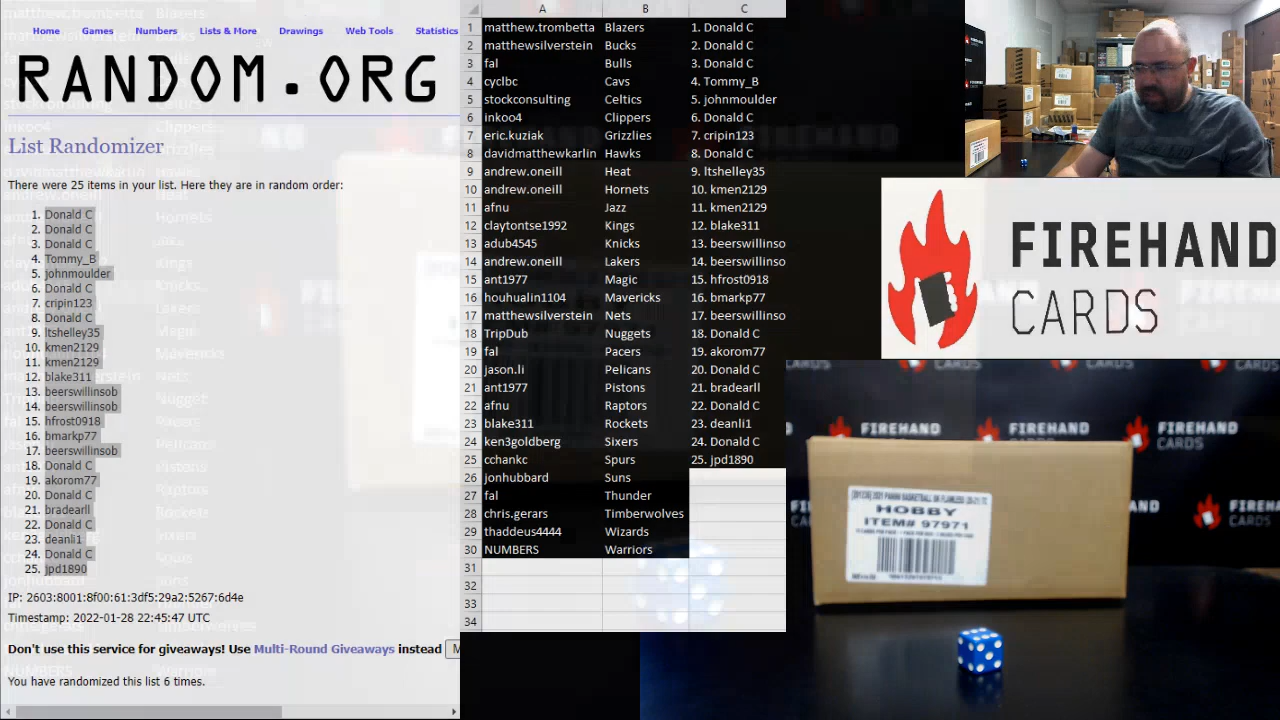 Home Games Numbers Lists & More Drawings Web Tools Statistics
RANDOM.ORG
List Randomizer
There were 25 items in your list. Here they are in random order:
1. Donald C
2. Donald C
3. Donald C
4. Tommy_B
5. johnmoulder
6. Donald C
7. cripin123
8. Donald C
9. ltshelley35
10. kmen2129
11. kmen2129
12. blake311
13. beerswillinsob
14. beerswillinsob
15. hfrost0918
16. bmarkp77
17. beerswillinsob
18. Donald C
19. akorom77
20. Donald C
21. bradearll
22. Donald C
23. deanli1
24. Donald C
25. jpd1890
IP: 2603:8001:8f00:61:3df5:29a2:5267:6d4e
Timestamp: 2022-01-28 22:45:47 UTC
Don't use this service for giveaways! Use Multi-Round Giveaways instead
You have randomized this list 6 times.
A B C
1 matthew.trombetta Blazers 1. Donald C
2 matthewsilverstein Bucks 2. Donald C
3 fal Bulls 3. Donald C
4 cyclbc Cavs 4. Tommy_B
5 stockconsulting Celtics 5. johnmoulder
6 inkoo4 Clippers 6. Donald C
7 eric.kuziak Grizzlies 7. cripin123
8 davidmatthewkarlin Hawks 8. Donald C
9 andrew.oneill Heat 9. ltshelley35
10 andrew.oneill Hornets 10. kmen2129
11 afnu Jazz 11. kmen2129
12 claytontse1992 Kings 12. blake311
13 adub4545 Knicks 13. beerswillinso
14 andrew.oneill Lakers 14. beerswillinso
15 ant1977 Magic 15. hfrost0918
16 houhualin1104 Mavericks 16. bmarkp77
17 matthewsilverstein Nets 17. beerswillinso
18 TripDub Nuggets 18. Donald C
19 fal Pacers 19. akorom77
20 jason.li Pelicans 20. Donald C
21 ant1977 Pistons 21. bradearll
22 afnu Raptors 22. Donald C
23 blake311 Rockets 23. deanli1
24 ken3goldberg Sixers 24. Donald C
25 cchankc Spurs 25. jpd1890
26 jonhubbard Suns
27 fal Thunder
28 chris.gerars Timberwolves
29 thaddeus4444 Wizards
30 NUMBERS Warriors
31
32
33
34
FIREHAND
CARDS
FIREHAND
CARDS
FIREHAND
CARDS
HOBBY
ITEM# 97971